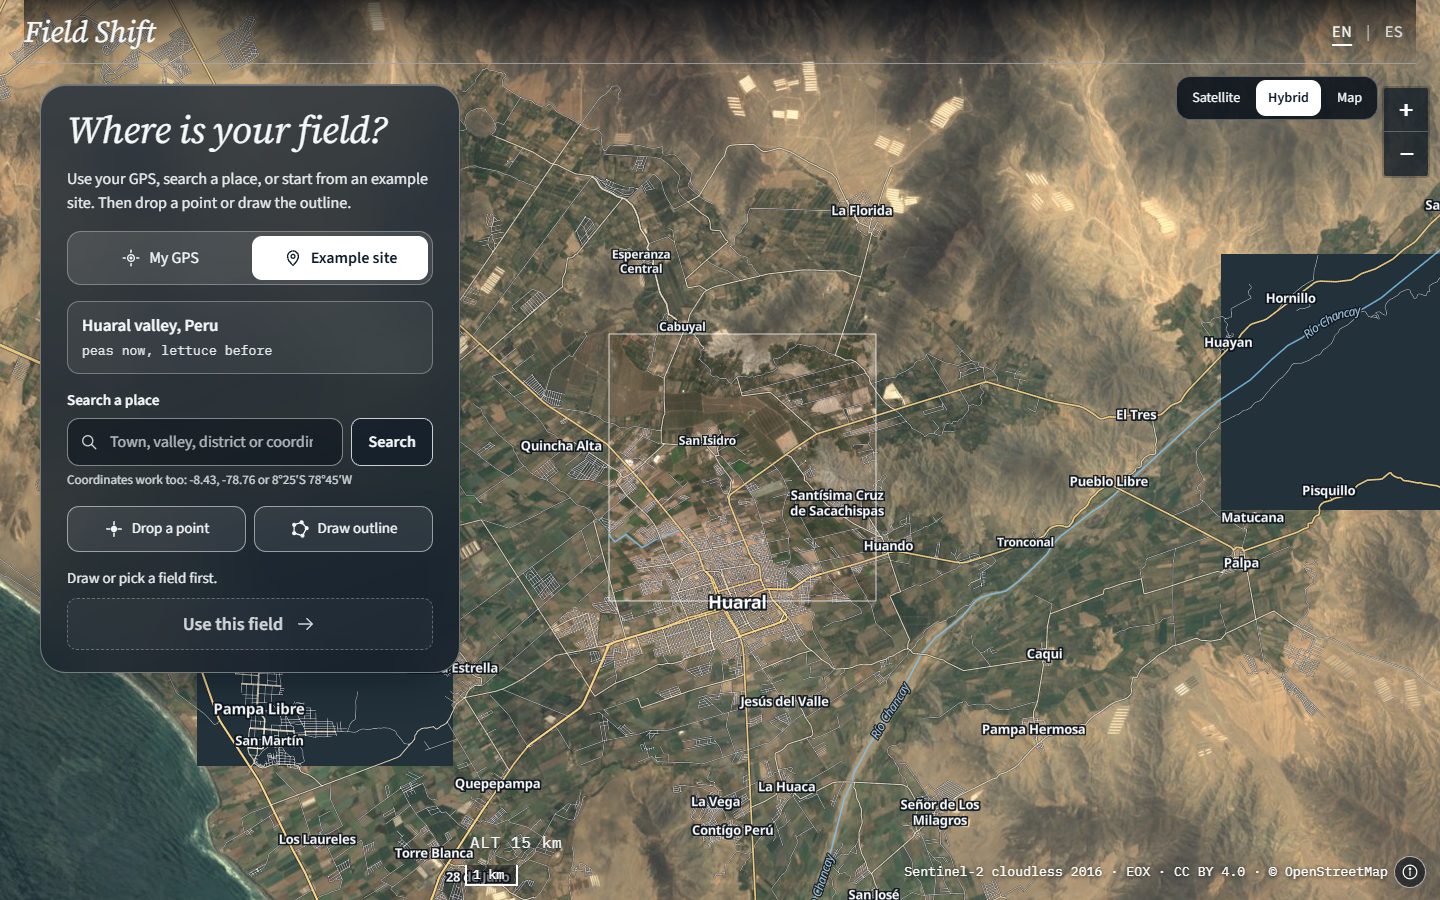 Field Shift
EN | ES
Where is your field?
Use your GPS, search a place, or start from an example
site. Then drop a point or draw the outline.
My GPS
Example site
Huaral valley, Peru
peas now, lettuce before
Search a place
Town, valley, district or coordin
Search
Coordinates work too: -8.43, -78.76 or 8°25'S 78°45'W
Drop a point
Draw outline
Draw or pick a field first.
Use this field
Satellite
Hybrid
Map
+
−
La Florida
Sa
Esperanza
Central
Hornillo
Río Chancay
Cabuyal
Huayan
El Tres
Quincha Alta
San Isidro
Pueblo Libre
Santísima Cruz
de Sacachispas
Pisquillo
Matucana
Huando
Tronconal
Palpa
Huaral
Caqui
Estrella
Jesús del Valle
Río Chancay
Pampa Libre
San Martín
Pampa Hermosa
Quepepampa
La Huaca
La Vega
Señor de Los
Milagros
Contígo Perú
Los Laureles
ALT 15 km
Torre Blanca
28
1 km
Chancay
San José
Sentinel-2 cloudless 2016 · EOX · CC BY 4.0 · © OpenStreetMap